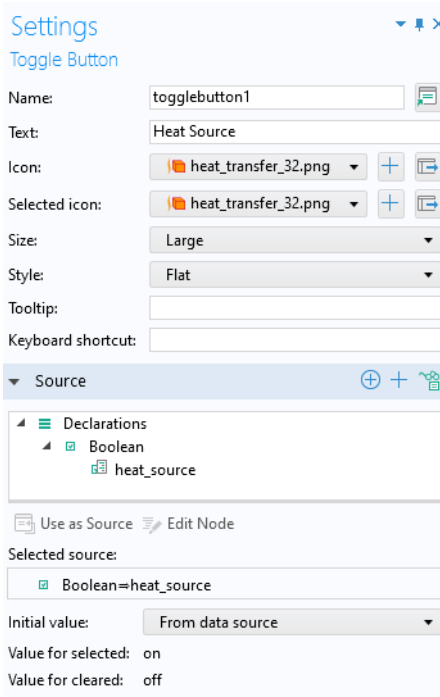 Settings
Toggle Button
Name: togglebutton1
Text: Heat Source
Icon: heat_transfer_32.png
Selected icon: heat_transfer_32.png
Size: Large
Style: Flat
Tooltip:
Keyboard shortcut:
Source
Declarations
Boolean
heat_source
Use as Source Edit Node
Selected source:
Boolean⇒heat_source
Initial value: From data source
Value for selected: on
Value for cleared: off